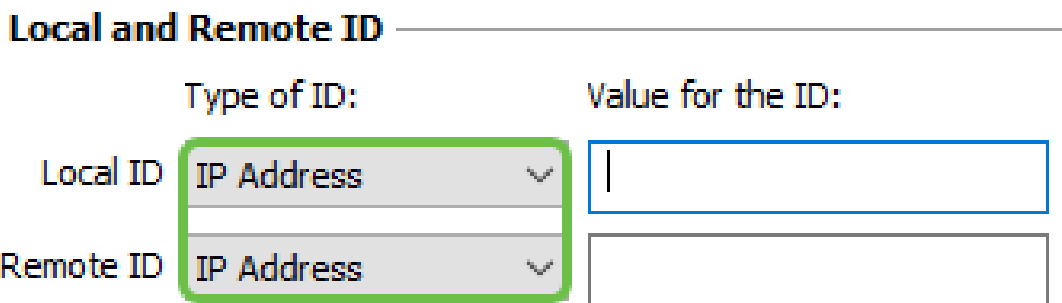 Local and Remote ID
Type of ID: Value for the ID:
Local ID IP Address
Remote ID IP Address